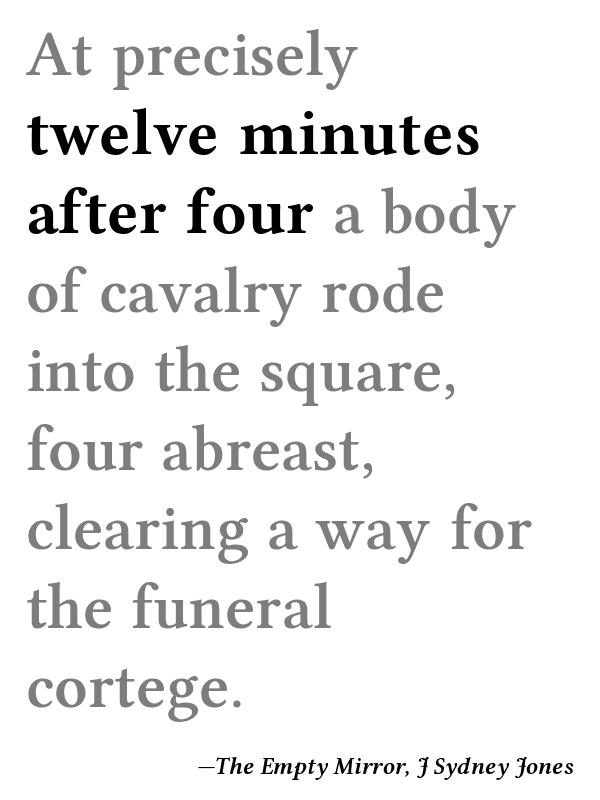 At precisely
twelve minutes
after four a body
of cavalry rode
into the square,
four abreast,
clearing a way for
the funeral
cortege.
—The Empty Mirror, J Sydney Jones